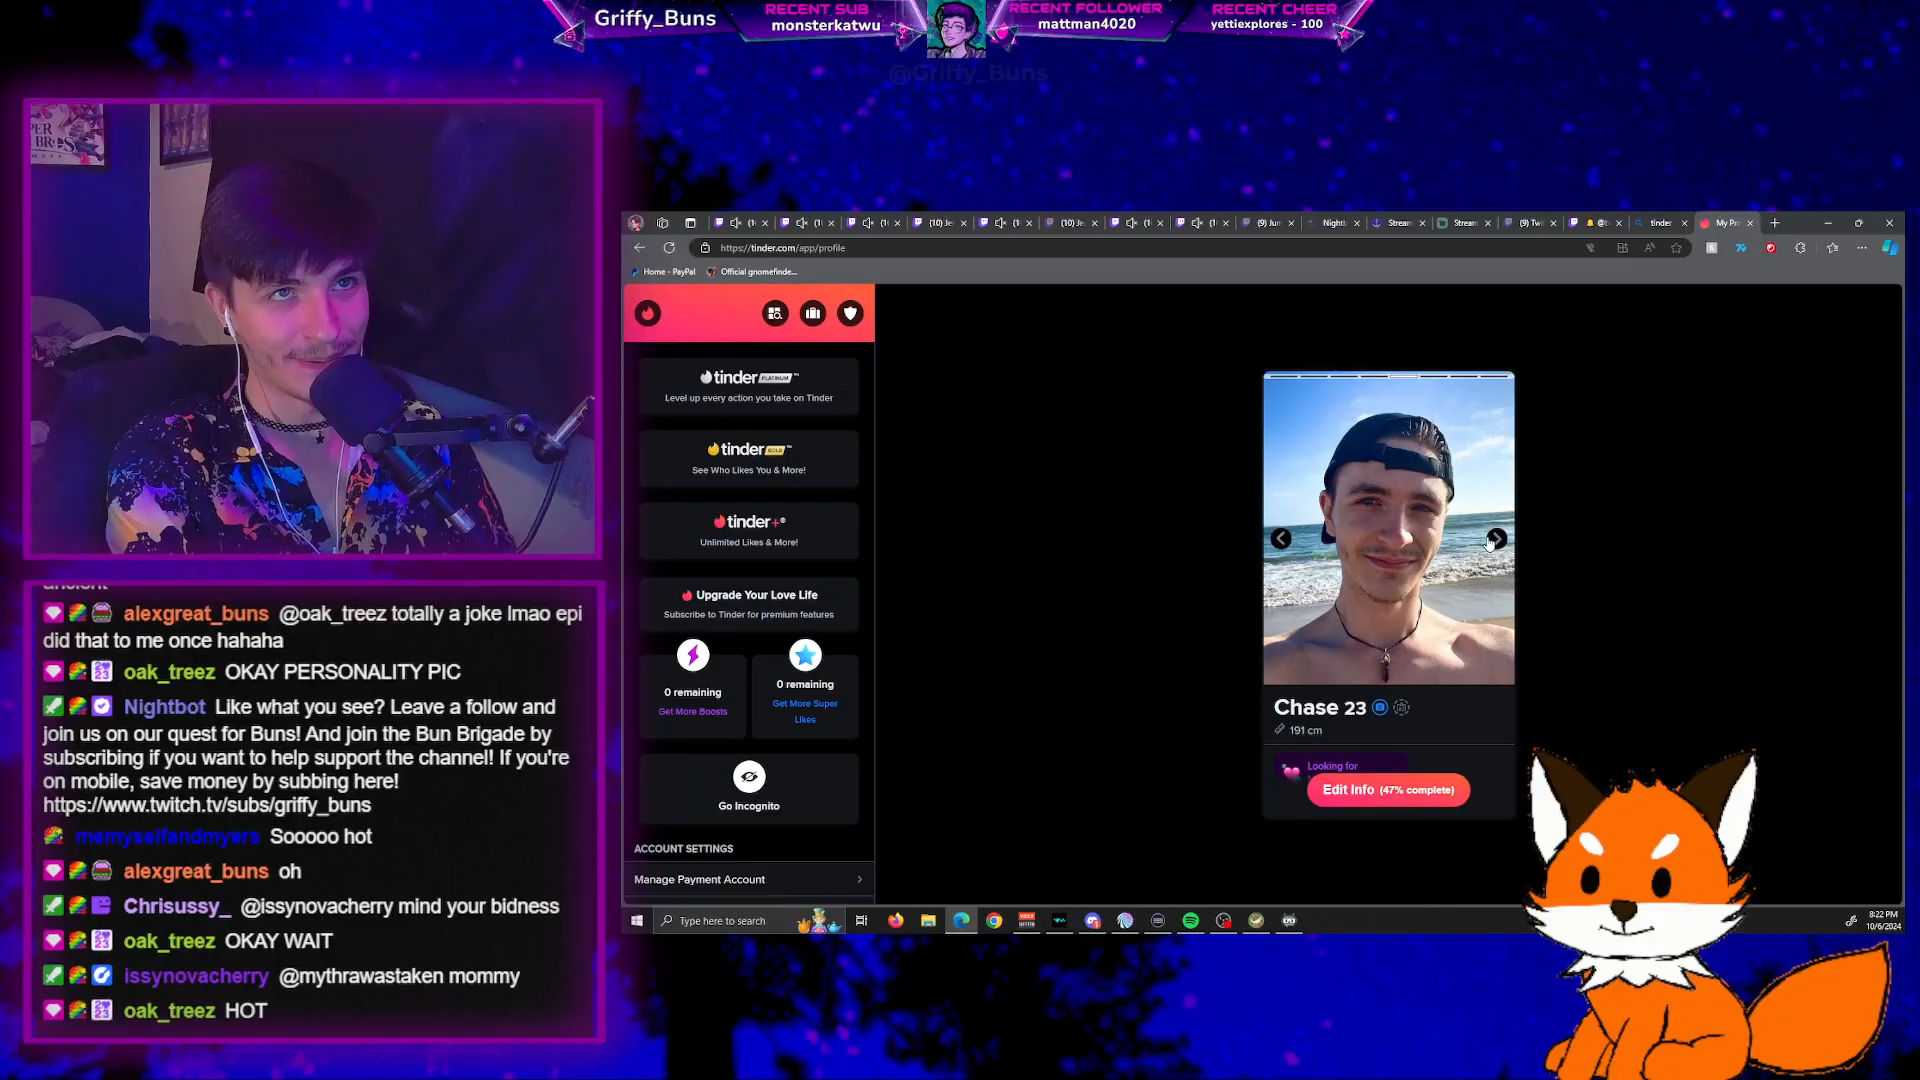 Griffy_Buns
RECENT SUB
monsterkatwu
RECENT FOLLOWER
mattman4020
RECENT CHEER
yettiexplores - 100
@Griffy_Buns
alexgreat_buns @oak_treez totally a joke lmao epi
did that to me once hahaha
oak_treez OKAY PERSONALITY PIC
Nightbot Like what you see? Leave a follow and
join us on our quest for Buns! And join the Bun Brigade by
subscribing if you want to help support the channel! If you're
on mobile, save money by subbing here!
https://www.twitch.tv/subs/griffy_buns
memyselfandmyers Sooooo hot
alexgreat_buns oh
Chrisussy_ @issynovacherry mind your bidness
oak_treez OKAY WAIT
issynovacherry @mythrawastaken mommy
oak_treez HOT
tinder
My Pr
https://tinder.com/app/profile
Home - PayPal
Official gnomefinde...
tinder PLATINUM™
Level up every action you take on Tinder
tinder GOLD™
See Who Likes You & More!
tinder+®
Unlimited Likes & More!
Upgrade Your Love Life
Subscribe to Tinder for premium features
0 remaining
Get More Boosts
0 remaining
Get More Super
Likes
Go Incognito
ACCOUNT SETTINGS
Manage Payment Account
Chase 23
191 cm
Looking for
Edit Info (47% complete)
Type here to search
8:22 PM
10/6/2024